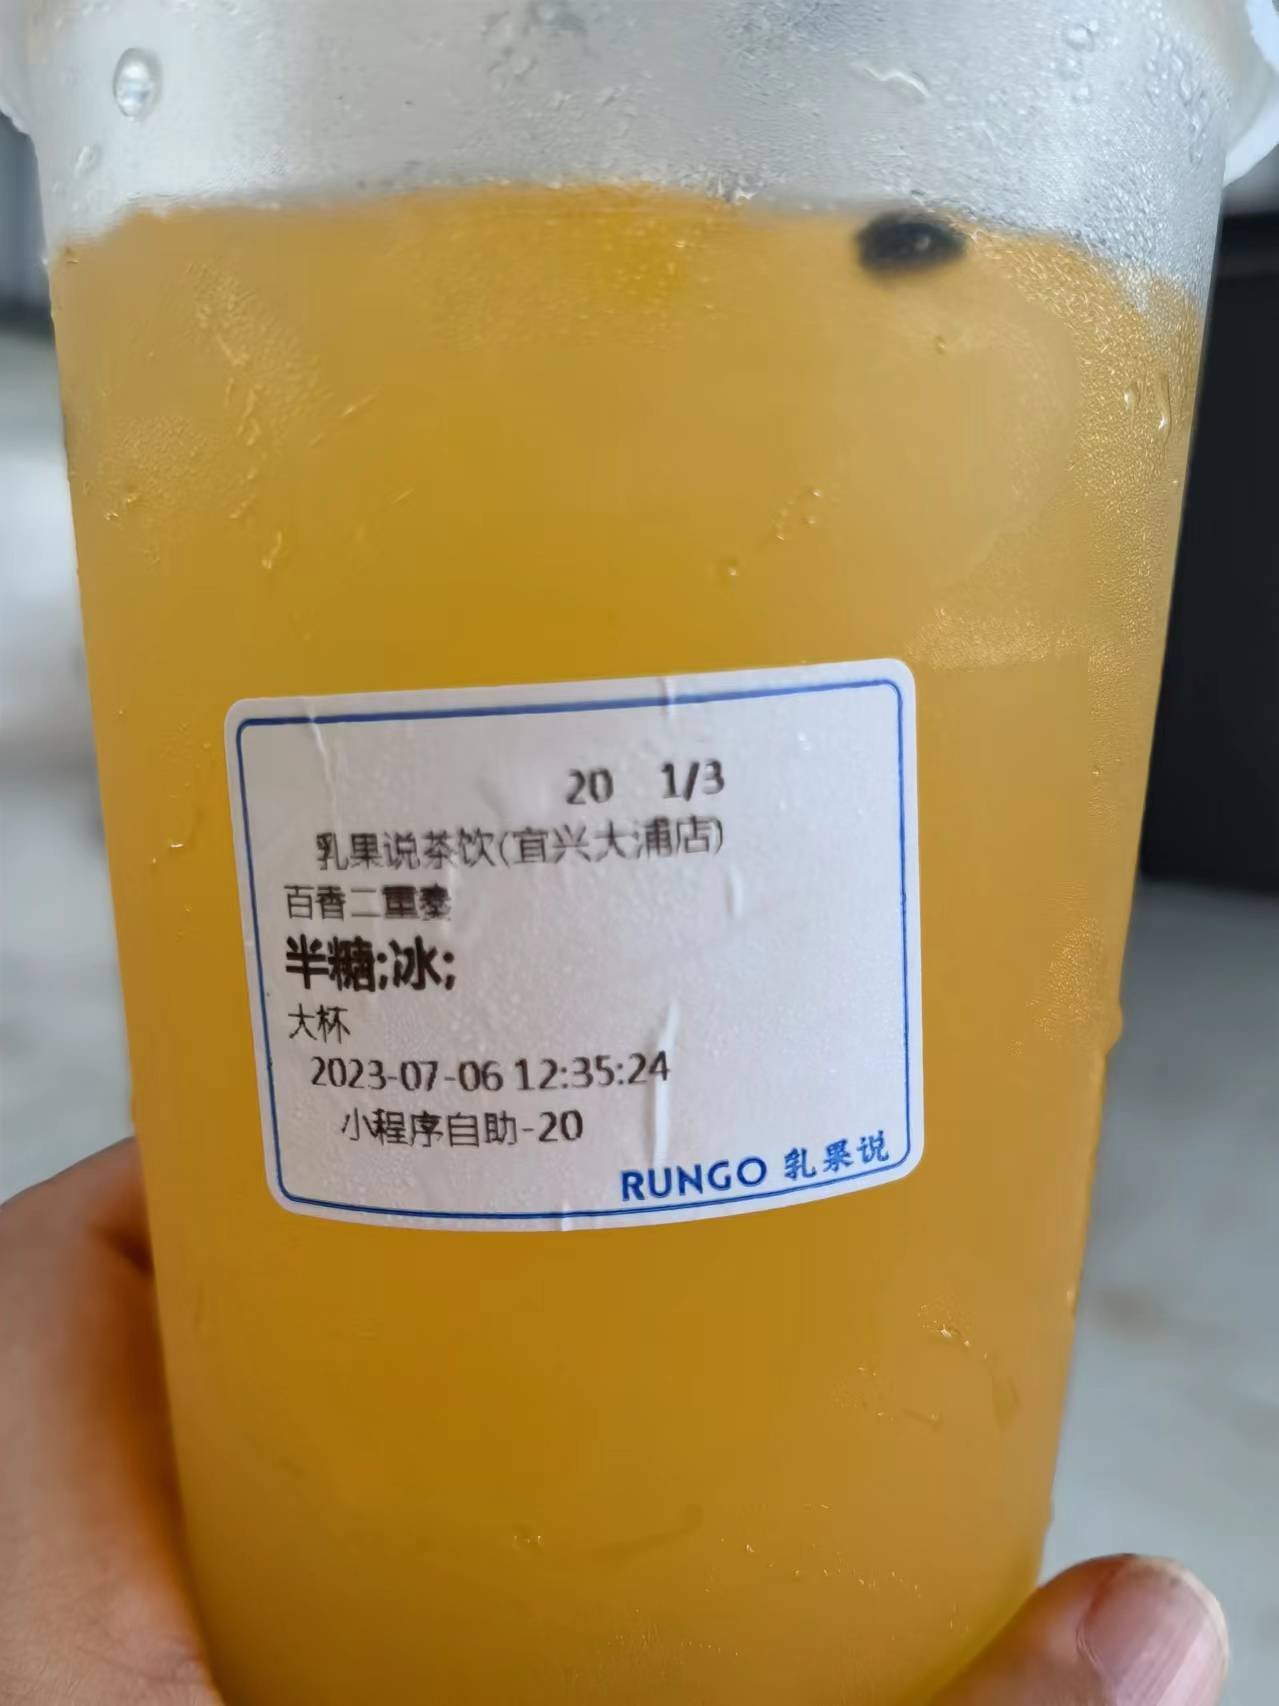 20 1/3
乳果说茶饮(宜兴大浦店)
百香二重奏
半糖;冰;
大杯
2023-07-06 12:35:24
小程序自助-20
RUNGO 乳果说